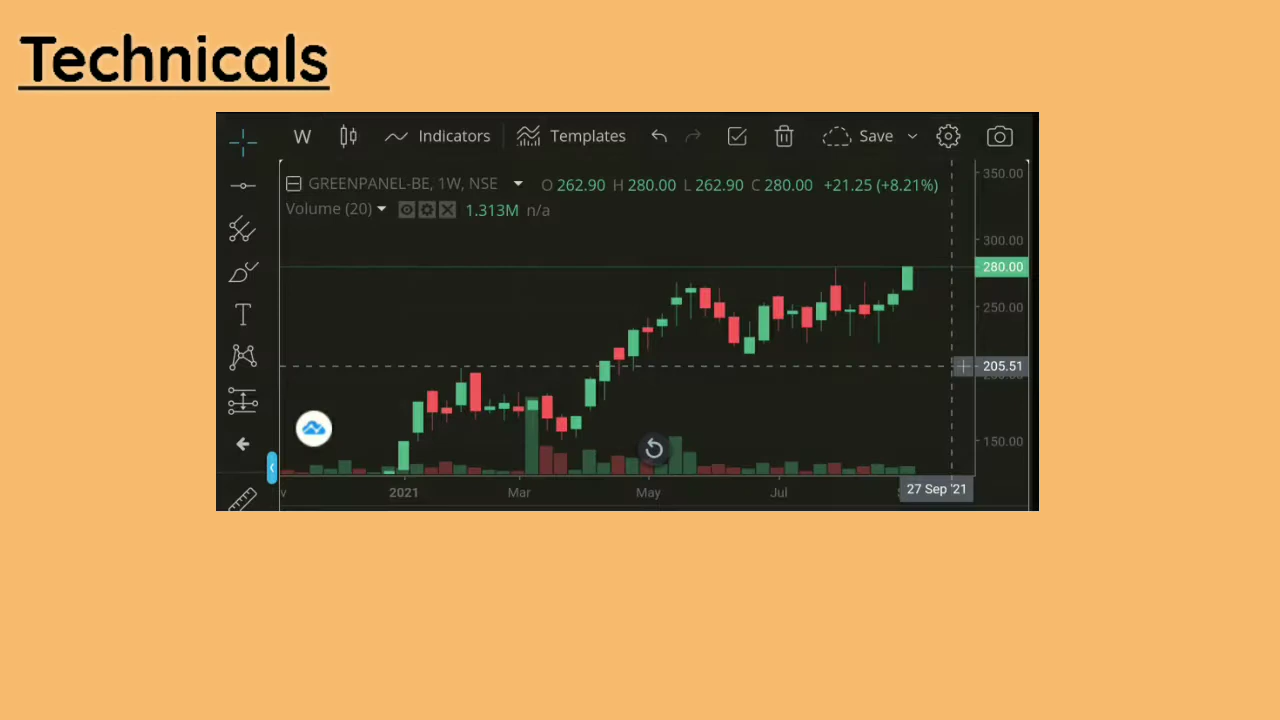 Technicals
W Indicators Templates Save
GREENPANEL-BE, 1W, NSE O 262.90 H 280.00 L 262.90 C 280.00 +21.25 (+8.21%)
Volume (20) 1.313M n/a
350.00
300.00
280.00
250.00
205.51
150.00
2021 Mar May Jul 27 Sep '21